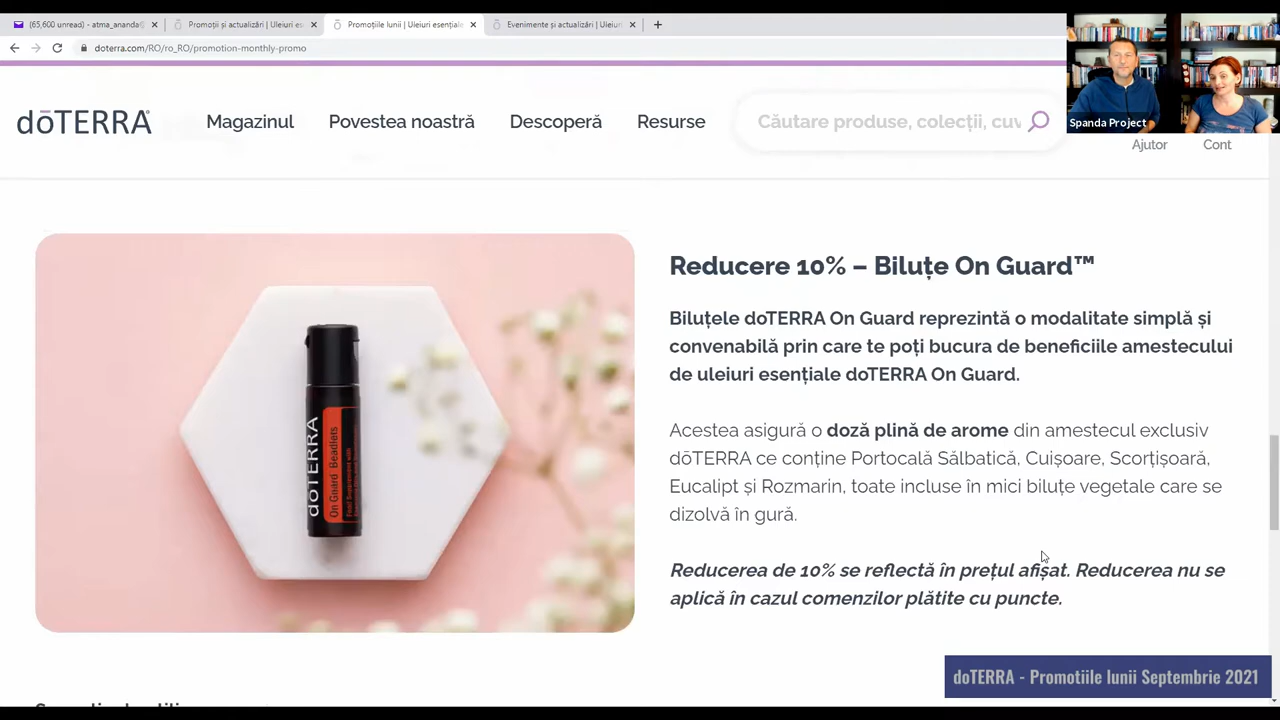 (65,600 unread) - atma_ananda@
Promoții și actualizări | Uleiuri es
Promoțiile lunii | Uleiuri esențiale
Evenimente și actualizări | Uleiuri
doterra.com/RO/ro_RO/promotion-monthly-promo
Spanda Project
dōTERRA
Magazinul
Povestea noastră
Descoperă
Resurse
Căutare produse, colecții, cuv
Ajutor
Cont
Reducere 10% – Biluțe On Guard™
Biluțele doTERRA On Guard reprezintă o modalitate simplă și
convenabilă prin care te poți bucura de beneficiile amestecului
de uleiuri esențiale doTERRA On Guard.
Acestea asigură o doză plină de arome din amestecul exclusiv
dōTERRA ce conține Portocală Sălbatică, Cuișoare, Scorțișoară,
Eucalipt și Rozmarin, toate incluse în mici biluțe vegetale care se
dizolvă în gură.
Reducerea de 10% se reflectă în prețul afișat. Reducerea nu se
aplică în cazul comenzilor plătite cu puncte.
dōTERRA
On Guard Beadlets
Food Supplement with
doTERRA - Promotiile lunii Septembrie 2021